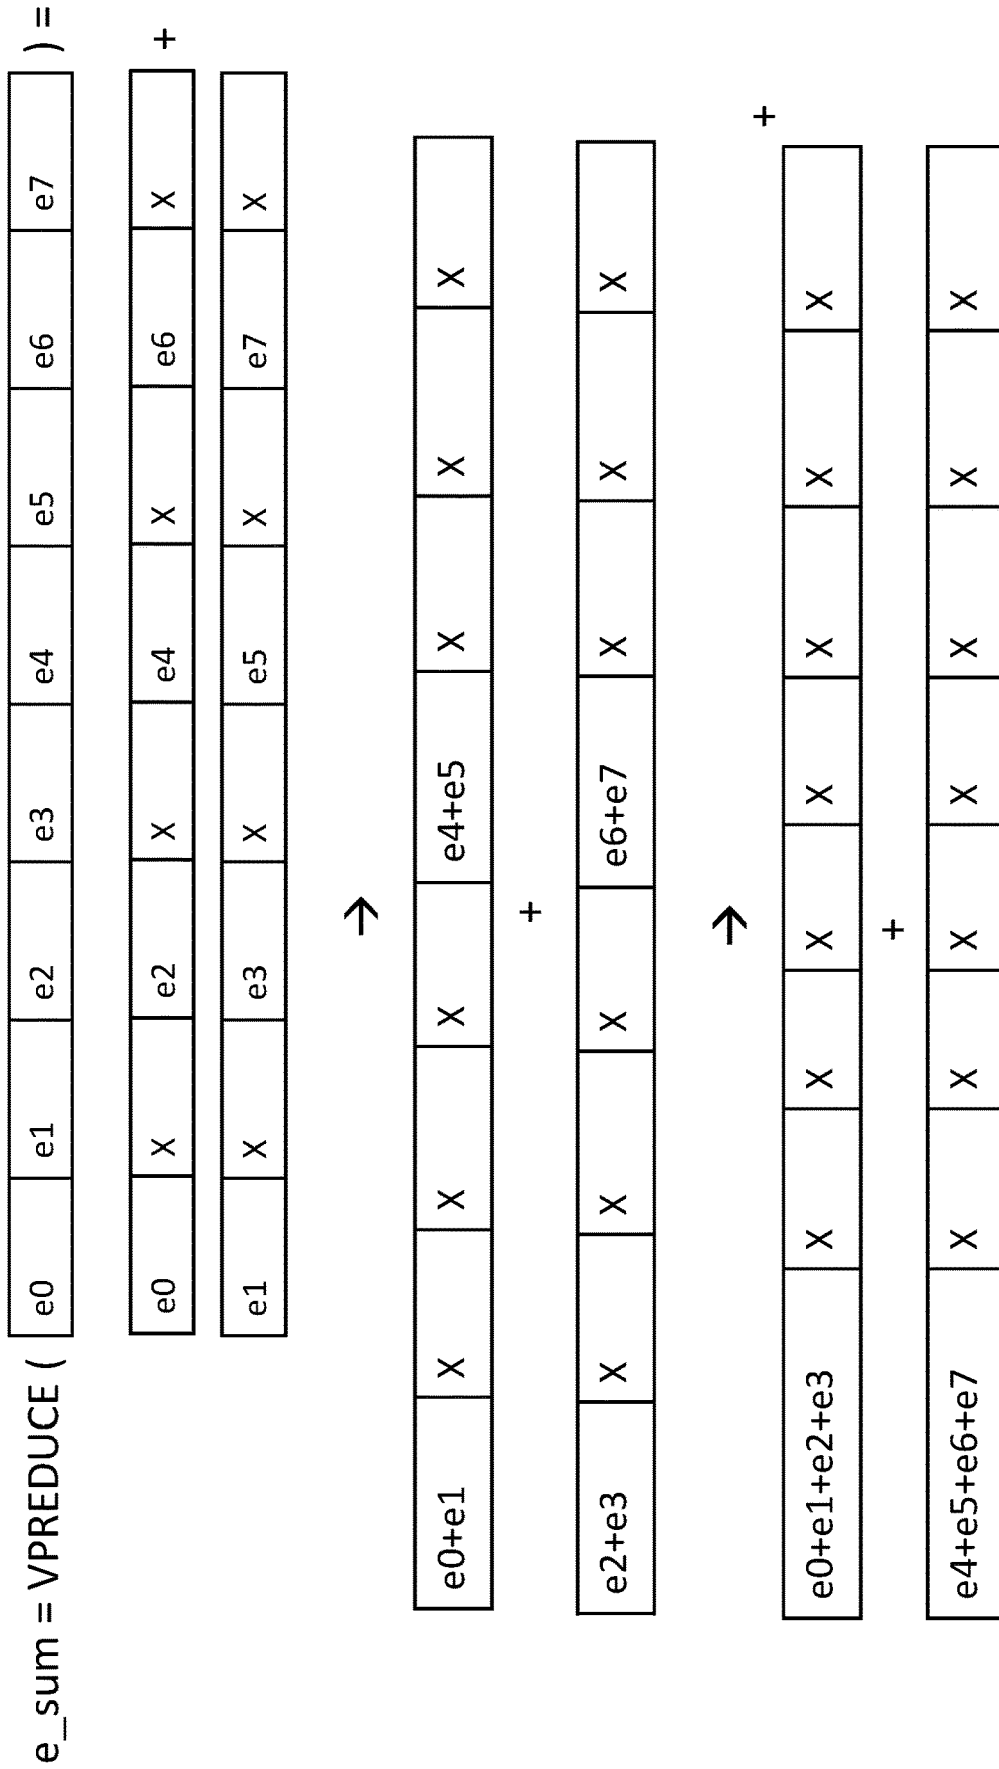 e_sum = VPREDUCE ( e0 e1 e2 e3 e4 e5 e6 e7 ) =
e0 X e2 X e4 X e6 X +
e1 X e3 X e5 X e7 X
→
e0+e1 X X X e4+e5 X X X
+
e2+e3 X X X e6+e7 X X X
→ +
e0+e1+e2+e3 X X X X X X X
+
e4+e5+e6+e7 X X X X X X X